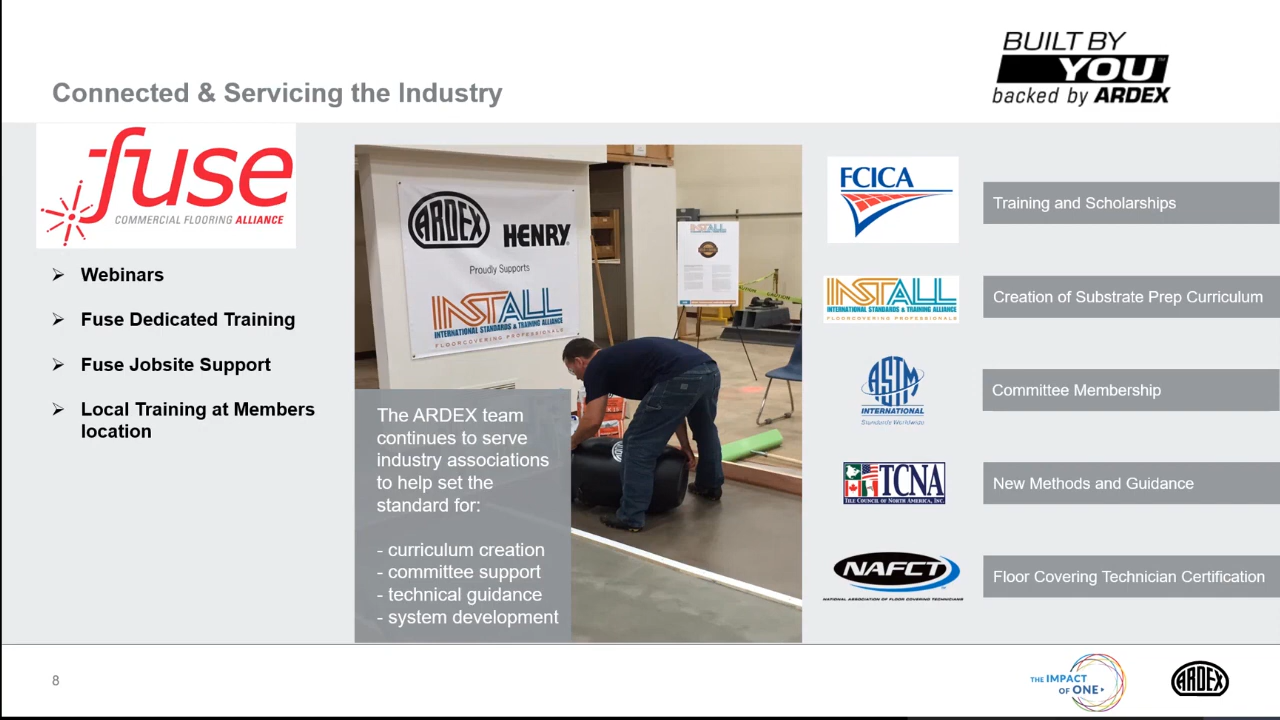 BUILT BY
YOU™
backed by ARDEX
Connected & Servicing the Industry
fuse
COMMERCIAL FLOORING ALLIANCE
➢ Webinars
➢ Fuse Dedicated Training
➢ Fuse Jobsite Support
➢ Local Training at Members
location
ARDEX
HENRY
Proudly Supports
INSTALL
INTERNATIONAL STANDARDS & TRAINING ALLIANCE
FLOORCOVERING PROFESSIONALS
INSTALL
CAUTION
The ARDEX team
continues to serve
industry associations
to help set the
standard for:
- curriculum creation
- committee support
- technical guidance
- system development
FCICA
Training and Scholarships
INSTALL
INTERNATIONAL STANDARDS & TRAINING ALLIANCE
FLOORCOVERING PROFESSIONALS
Creation of Substrate Prep Curriculum
ASTM
INTERNATIONAL
Standards Worldwide
Committee Membership
TCNA
TILE COUNCIL OF NORTH AMERICA, INC.
New Methods and Guidance
NAFCT
NATIONAL ASSOCIATION OF FLOOR COVERING TECHNICIANS
Floor Covering Technician Certification
8
THE IMPACT
OF ONE
ARDEX